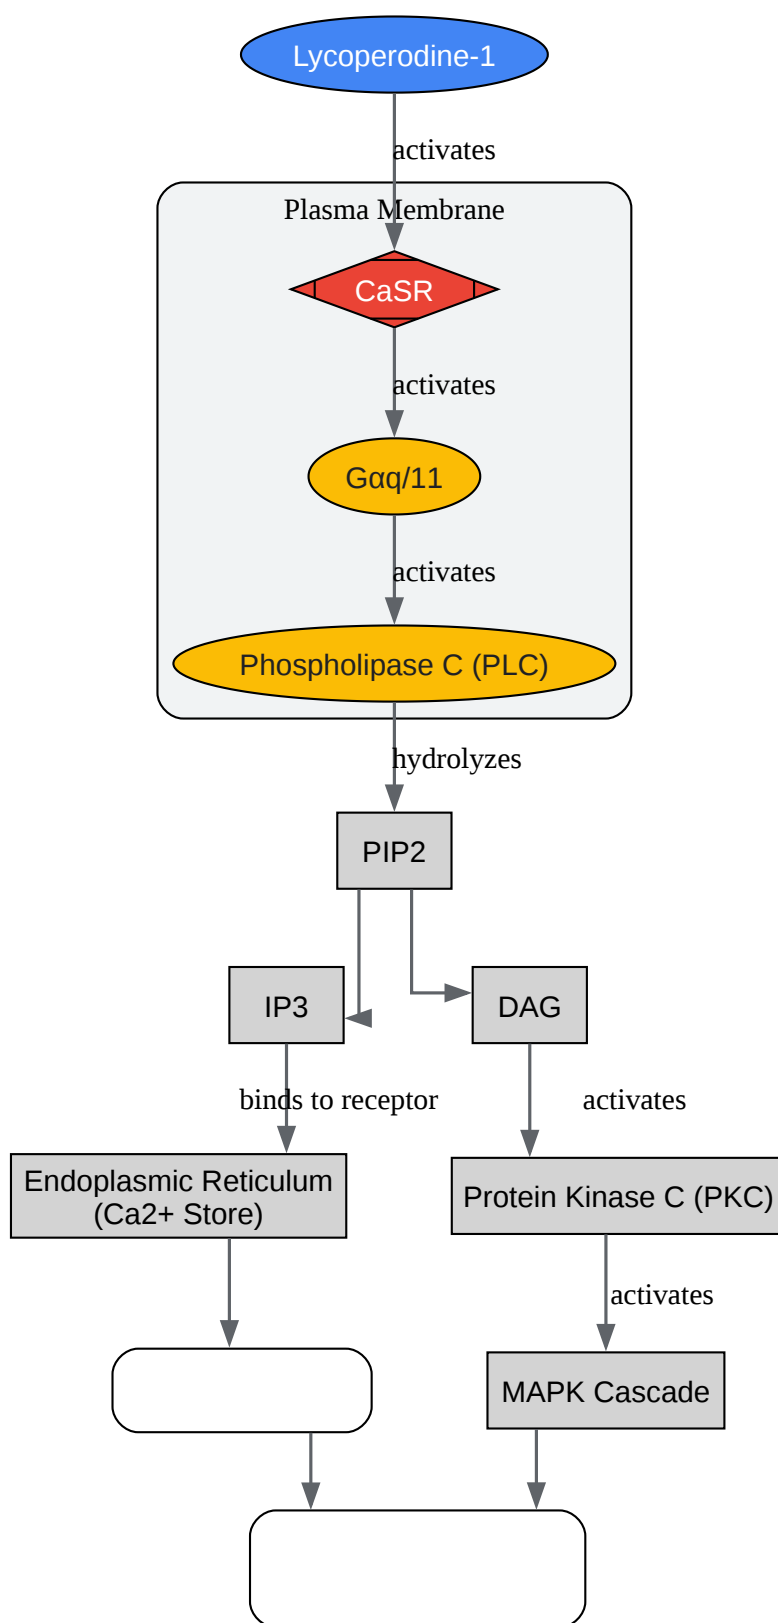 Lycoperodine-1
activates
Plasma Membrane
CaSR
activates
Gαq/11
activates
Phospholipase C (PLC)
hydrolyzes
PIP2
IP3
DAG
binds to receptor
activates
Endoplasmic Reticulum
(Ca2+ Store)
Protein Kinase C (PKC)
activates
MAPK Cascade